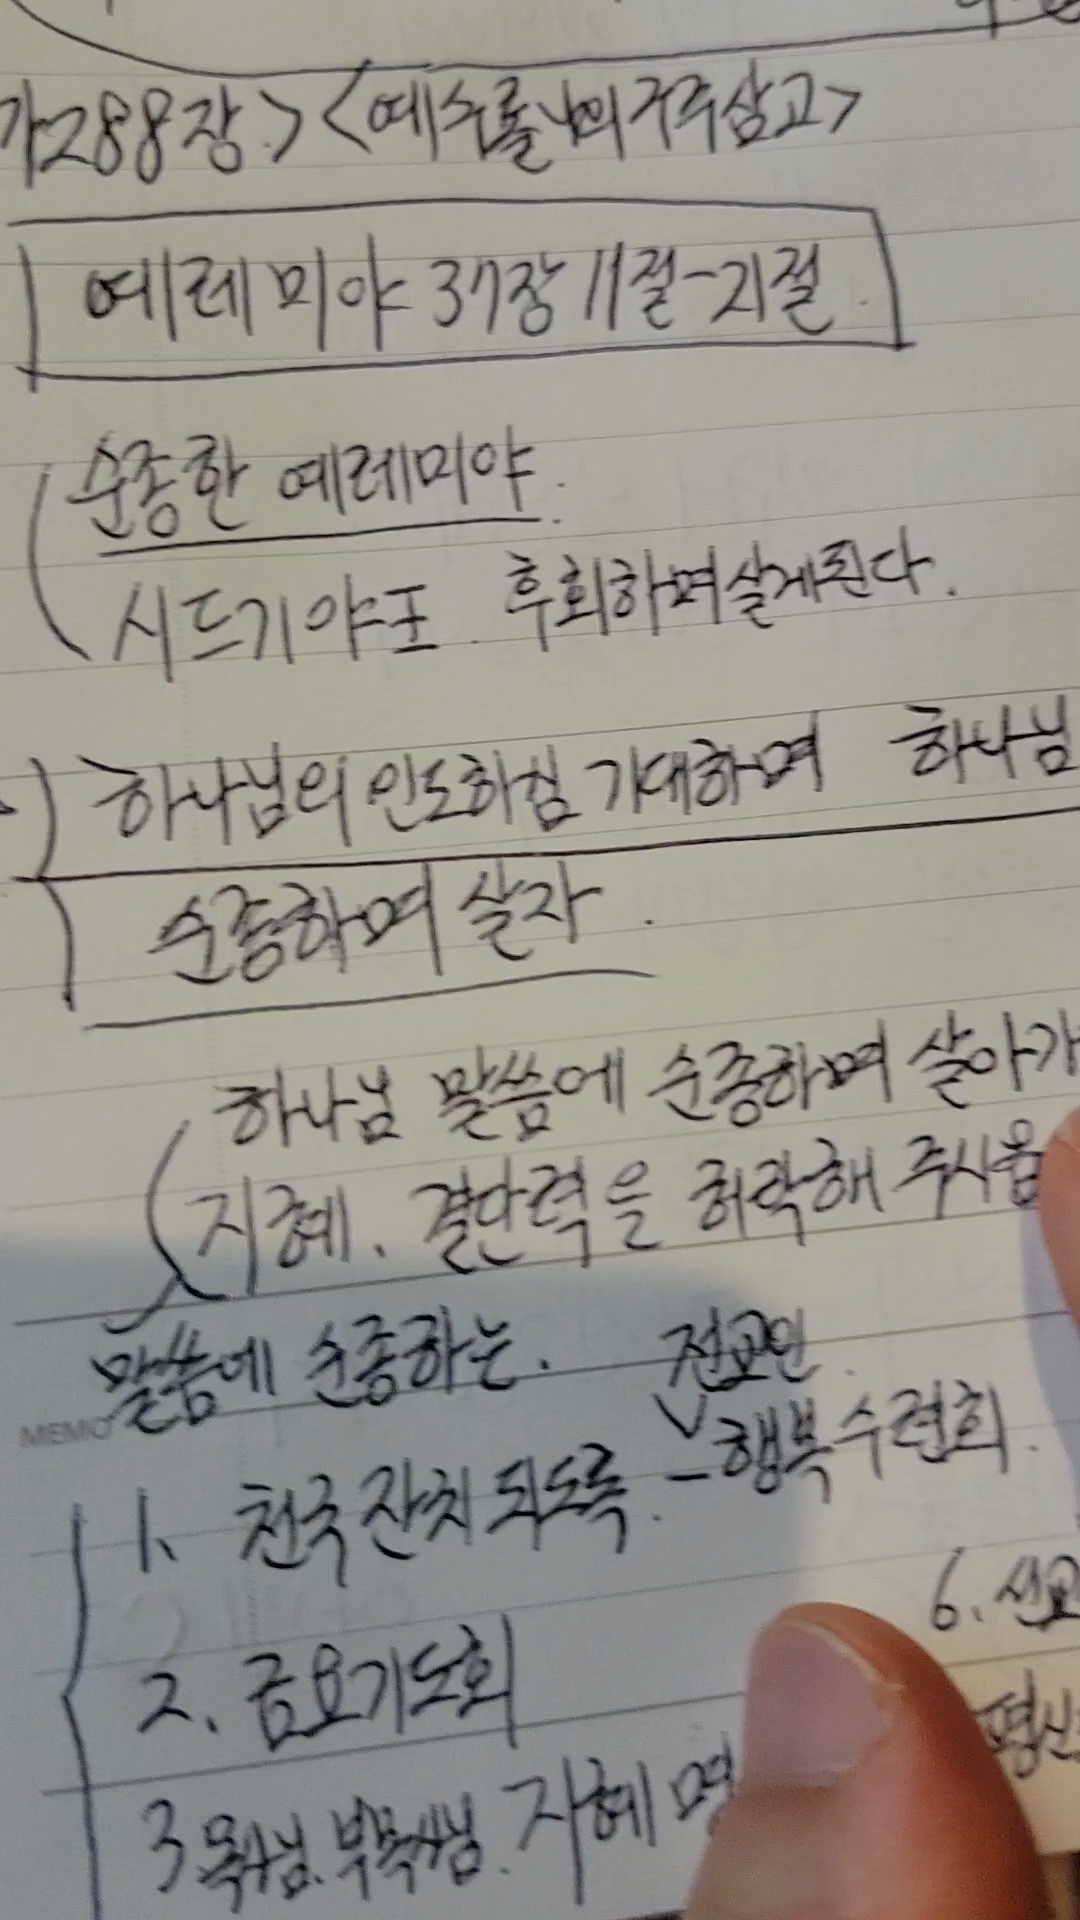 가288장> <예수를 나의 구주 삼고>
예레미야 37장 11절-21절
순종한 예레미야.
시드기야도. 후회하며 살게된다.
하나님의 인도하심 기대하며 하나님
순종하며 살자.
하나님 말씀에 순종하며 살아가
지혜. 결단력을 허락해 주시옵
말씀에 순종하는. 전교인.
MEMO
1. 천국잔치 되도록. - 행복수련회.
6. 선교
2. 금요기도회
평신
3 목사님. 부목사님. 지혜